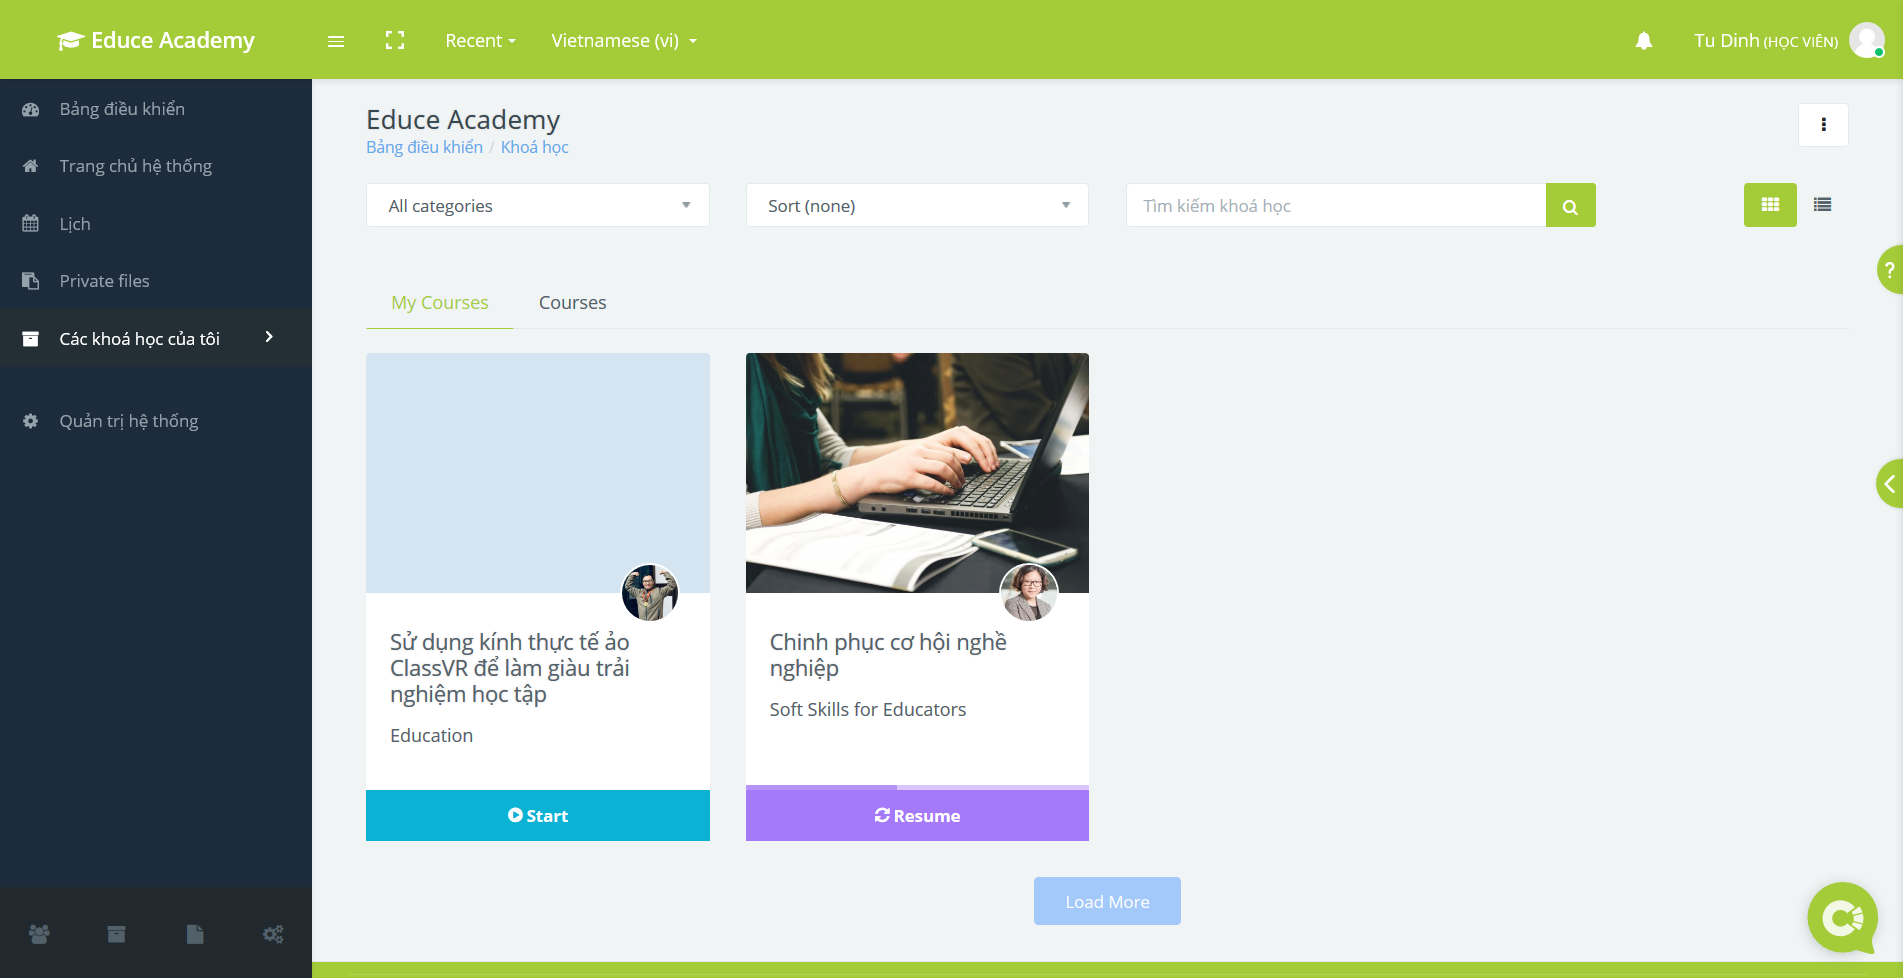 Educe Academy
Recent
Vietnamese (vi)
Tu Dinh (HỌC VIÊN)
Bảng điều khiển
Trang chủ hệ thống
Lịch
Private files
Các khoá học của tôi
Quản trị hệ thống
Educe Academy
Bảng điều khiển / Khoá học
All categories
Sort (none)
Tìm kiếm khoá học
?
My Courses
Courses
Sử dụng kính thực tế ảo
ClassVR để làm giàu trải
nghiệm học tập
Education
Start
Chinh phục cơ hội nghề
nghiệp
Soft Skills for Educators
Resume
Load More